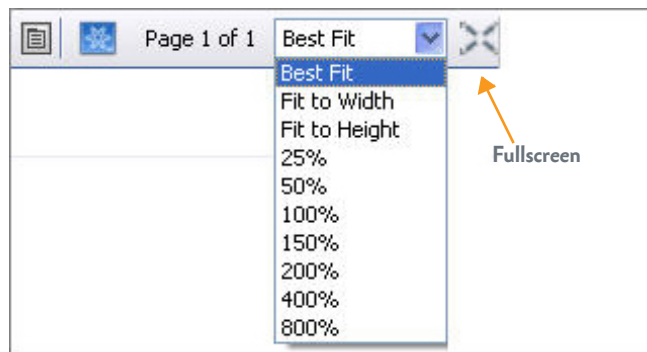 Page 1 of 1 Best Fit
Best Fit
Fit to Width
Fit to Height
25%
50%
100%
150%
200%
400%
800%
Fullscreen